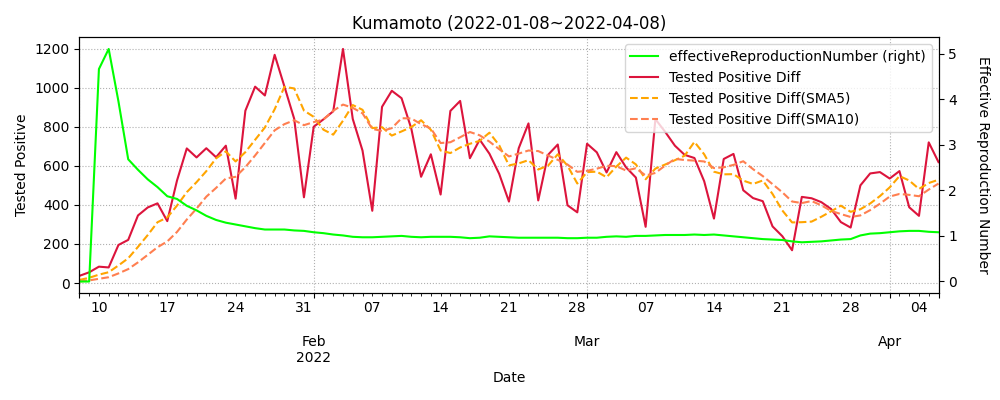 Kumamoto (2022-01-08~2022-04-08)
1200
1000
800
600
400
200
0
Tested Positive
5
4
3
2
1
0
Effective Reproduction Number
effectiveReproductionNumber (right)
Tested Positive Diff
Tested Positive Diff(SMA5)
Tested Positive Diff(SMA10)
10 17 24 31 07 14 21 28 07 14 21 28 04
Feb Mar Apr
2022
Date